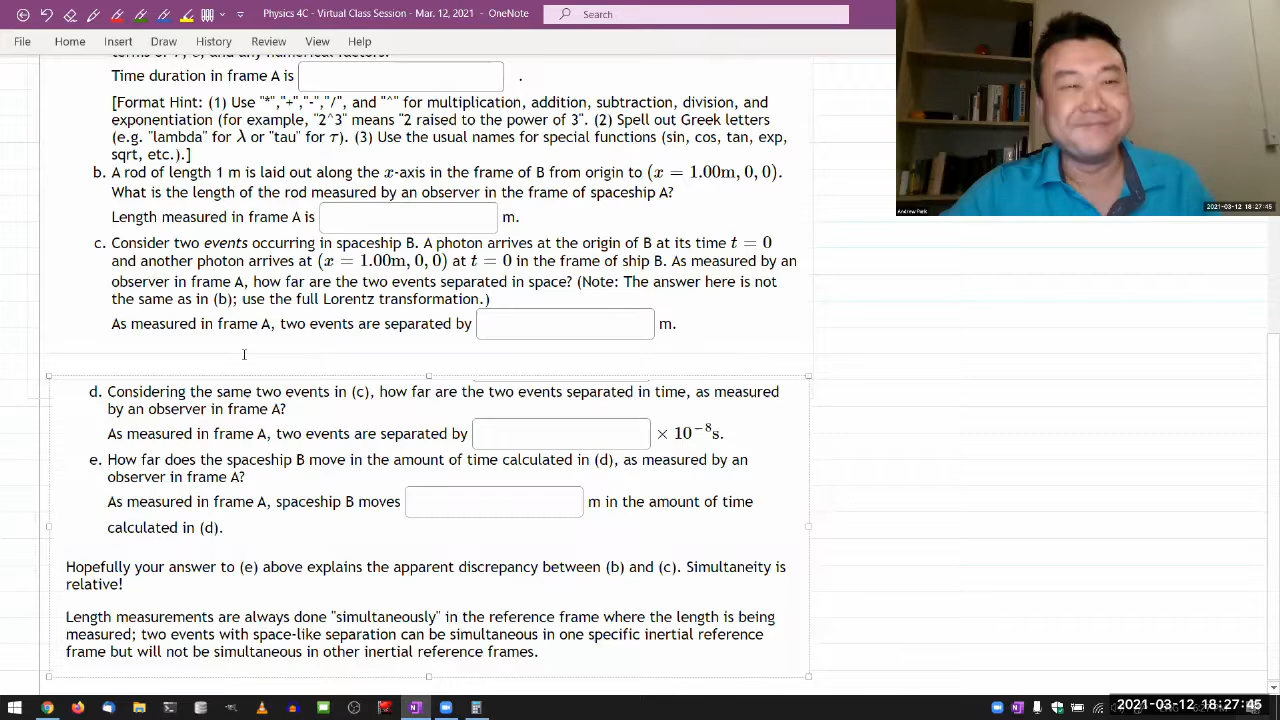 Physics 4C - Virtual Class Session - Mar. 12, 2021 - OneNote
Search
File Home Insert Draw History Review View Help
terms of
and any numerical factors.
Time duration in frame A is .
[Format Hint: (1) Use "*","+","-","/", and "^" for multiplication, addition, subtraction, division, and
exponentiation (for example, "2^3" means "2 raised to the power of 3". (2) Spell out Greek letters
(e.g. "lambda" for λ or "tau" for τ). (3) Use the usual names for special functions (sin, cos, tan, exp,
sqrt, etc.).]
b. A rod of length 1 m is laid out along the x-axis in the frame of B from origin to (x = 1.00m, 0, 0).
What is the length of the rod measured by an observer in the frame of spaceship A?
Length measured in frame A is m.
c. Consider two events occurring in spaceship B. A photon arrives at the origin of B at its time t = 0
and another photon arrives at (x = 1.00m, 0, 0) at t = 0 in the frame of ship B. As measured by an
observer in frame A, how far are the two events separated in space? (Note: The answer here is not
the same as in (b); use the full Lorentz transformation.)
As measured in frame A, two events are separated by m.
d. Considering the same two events in (c), how far are the two events separated in time, as measured
by an observer in frame A?
As measured in frame A, two events are separated by × 10⁻⁸s.
e. How far does the spaceship B move in the amount of time calculated in (d), as measured by an
observer in frame A?
As measured in frame A, spaceship B moves m in the amount of time
calculated in (d).
Hopefully your answer to (e) above explains the apparent discrepancy between (b) and (c). Simultaneity is
relative!
Length measurements are always done "simultaneously" in the reference frame where the length is being
measured; two events with space-like separation can be simultaneous in one specific inertial reference
frame but will not be simultaneous in other inertial reference frames.
Andrew Park
2021-03-12 18:27:45
2021-03-12 18:27:45